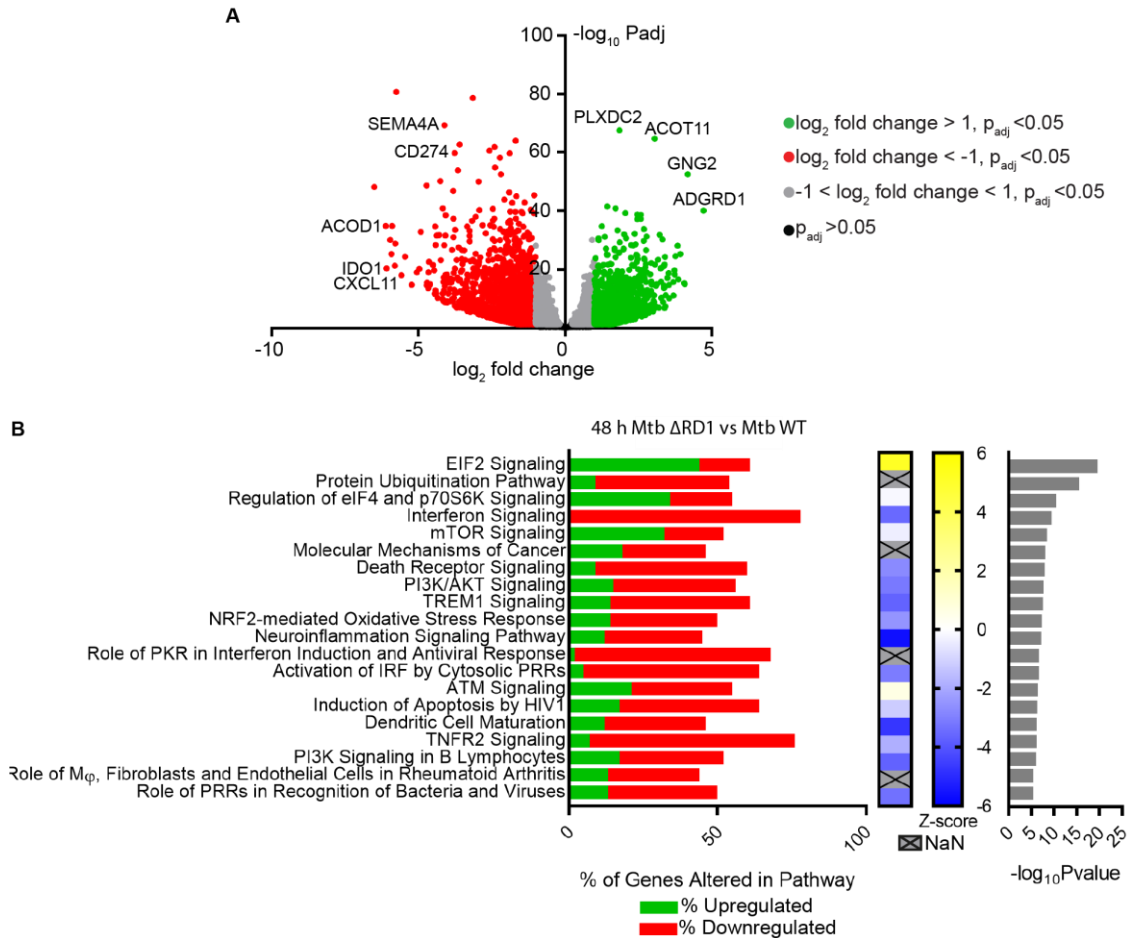 A
100
-log10 Padj
80
60
40
20
SEMA4A
CD274
ACOD1
IDO1
CXCL11
PLXDC2
ACOT11
GNG2
ADGRD1
-10
-5
0
5
log2 fold change
log2 fold change > 1, padj <0.05
log2 fold change < -1, padj <0.05
-1 < log2 fold change < 1, padj <0.05
padj >0.05
B
48 h Mtb ΔRD1 vs Mtb WT
EIF2 Signaling
Protein Ubiquitination Pathway
Regulation of eIF4 and p70S6K Signaling
Interferon Signaling
mTOR Signaling
Molecular Mechanisms of Cancer
Death Receptor Signaling
PI3K/AKT Signaling
TREM1 Signaling
NRF2-mediated Oxidative Stress Response
Neuroinflammation Signaling Pathway
Role of PKR in Interferon Induction and Antiviral Response
Activation of IRF by Cytosolic PRRs
ATM Signaling
Induction of Apoptosis by HIV1
Dendritic Cell Maturation
TNFR2 Signaling
PI3K Signaling in B Lymphocytes
Role of Mφ, Fibroblasts and Endothelial Cells in Rheumatoid Arthritis
Role of PRRs in Recognition of Bacteria and Viruses
0
50
100
% of Genes Altered in Pathway
% Upregulated
% Downregulated
6
4
2
0
-2
-4
-6
Z-score
NaN
0
5
10
15
20
25
-log10Pvalue